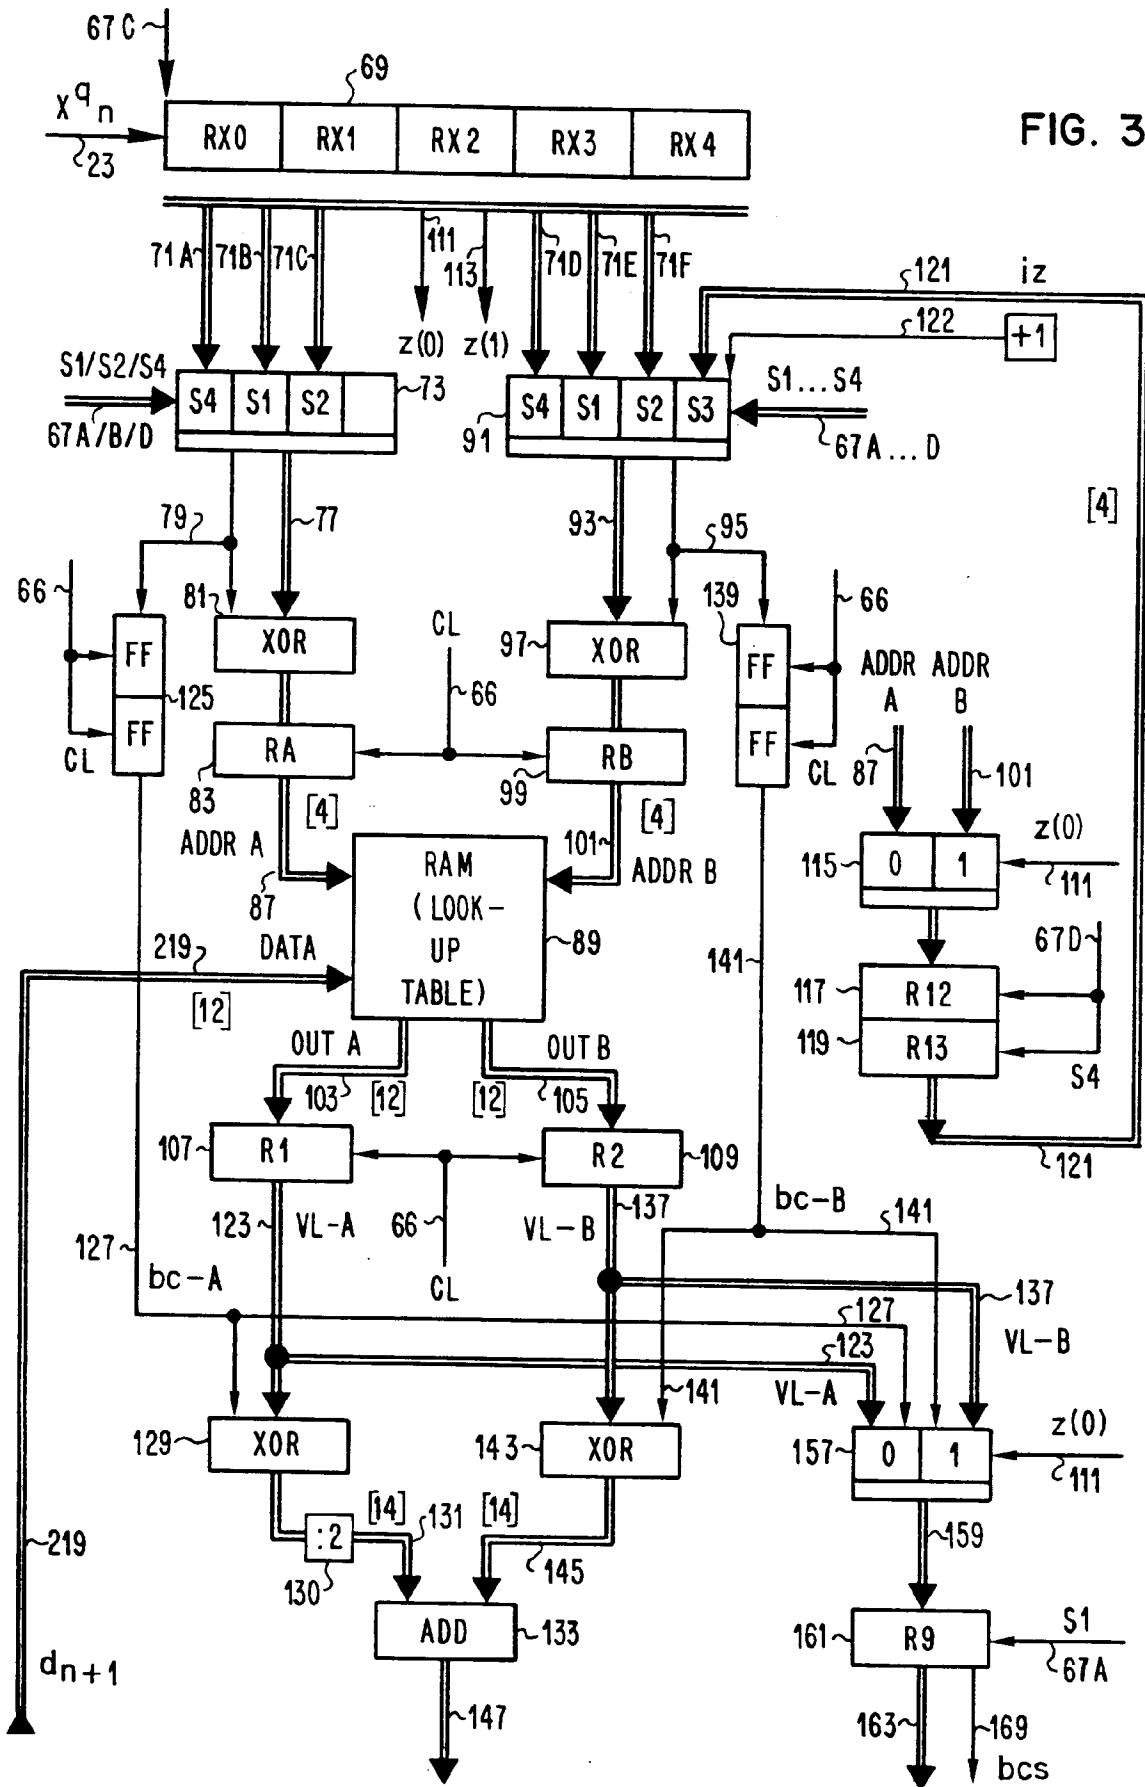 67C
69
x^q_n
FIG. 3
RX0 RX1 RX2 RX3 RX4
23
71A 71B 71C 111 113 71D 71E 71F
121 iz
122 +1
z(0) z(1)
S1/S2/S4 S1...S4
S4 S1 S2 73 S4 S1 S2 S3
67A/B/D 91 67A...D
[4]
79 77 93 95
66 81 139 66
XOR CL 97 XOR
FF FF ADDR A ADDR B
125 66
FF RA RB FF
CL 83 99 CL 87 101
[4] [4]
ADDR A 101 ADDR B
z(0)
115 0 1
RAM (LOOK-UP TABLE)
87 111
89
219 DATA 67D
[12] 141
117 R12
119 R13
OUT A OUT B S4
103 [12] [12] 105
107 R1 R2 109
121
123 VL-A 66 VL-B 137 bc-B 141
127 bc-A CL
127 137
123 VL-B
VL-A
141
129 XOR 143 XOR 157 0 1 z(0)
111
[14] 131 [14]
:2 145 159
130
219
ADD 133 161 R9 S1
67A
d_n+1
147 163 169
bcs